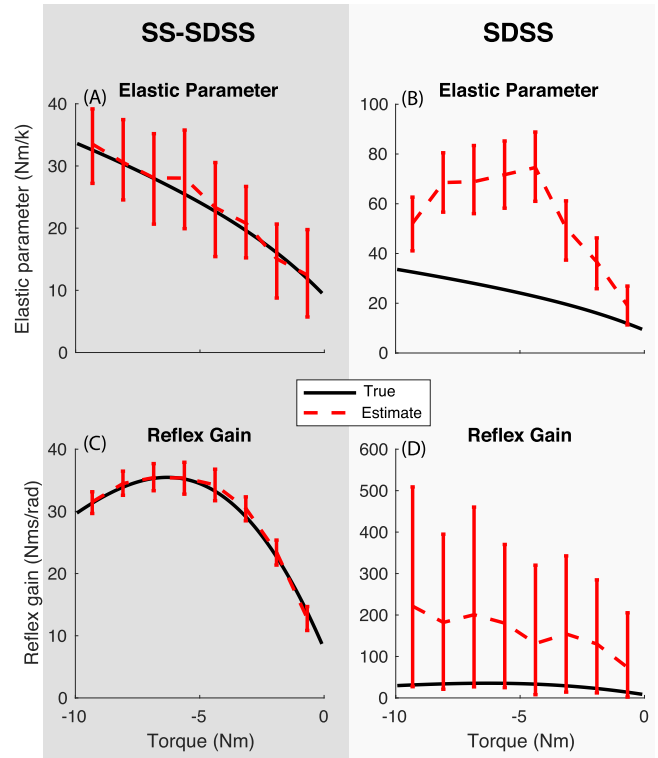 SS-SDSS
SDSS
(A)
Elastic Parameter
(B)
Elastic Parameter
40
30
20
10
0
Elastic parameter (Nm/k)
100
80
60
40
20
0
True
Estimate
(C)
Reflex Gain
(D)
Reflex Gain
40
30
20
10
0
Reflex gain (Nms/rad)
600
500
400
300
200
100
0
-10
-5
0
-10
-5
0
Torque (Nm)
Torque (Nm)